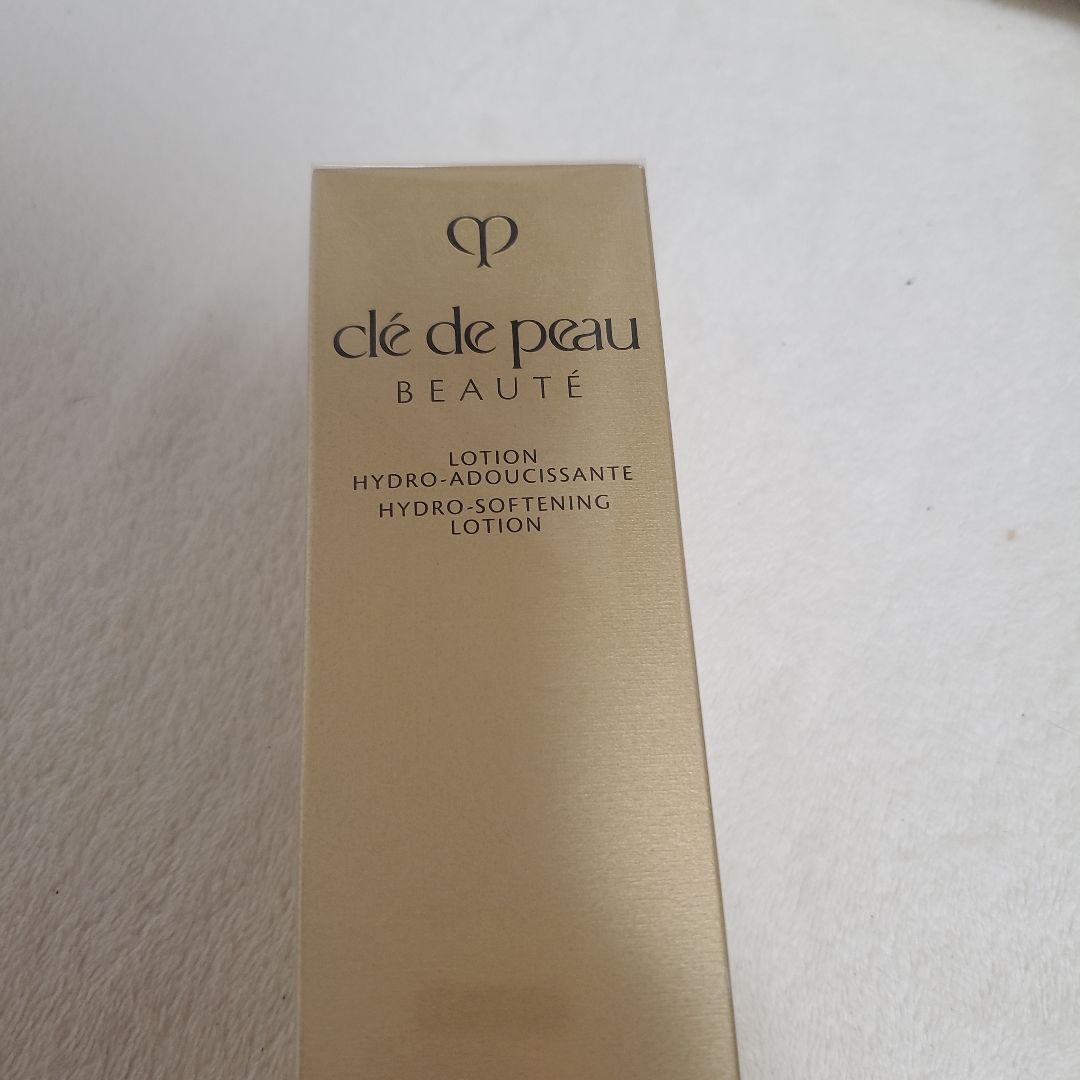 clé de peau
BEAUTÉ
LOTION
HYDRO-ADOUCISSANTE
HYDRO-SOFTENING
LOTION